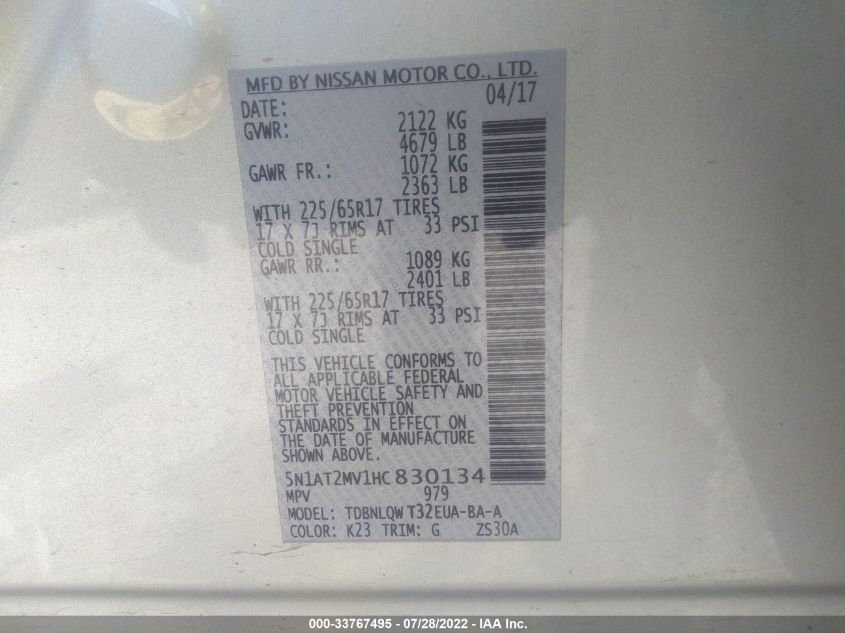 MFD BY NISSAN MOTOR CO., LTD.
DATE: 04/17
GVWR: 2122 KG
4679 LB
GAWR FR.: 1072 KG
2363 LB
WITH 225/65R17 TIRES
17 X 7J RIMS AT 33 PSI
COLD SINGLE
GAWR RR.: 1089 KG
2401 LB
WITH 225/65R17 TIRES
17 X 7J RIMS AT 33 PSI
COLD SINGLE
THIS VEHICLE CONFORMS TO
ALL APPLICABLE FEDERAL
MOTOR VEHICLE SAFETY AND
THEFT PREVENTION
STANDARDS IN EFFECT ON
THE DATE OF MANUFACTURE
SHOWN ABOVE.
5N1AT2MV1HC 830134
MPV 979
MODEL: TDBNLQW T32EUA-BA-A
COLOR: K23 TRIM: G ZS30A
000-33767495 - 07/28/2022 - IAA Inc.